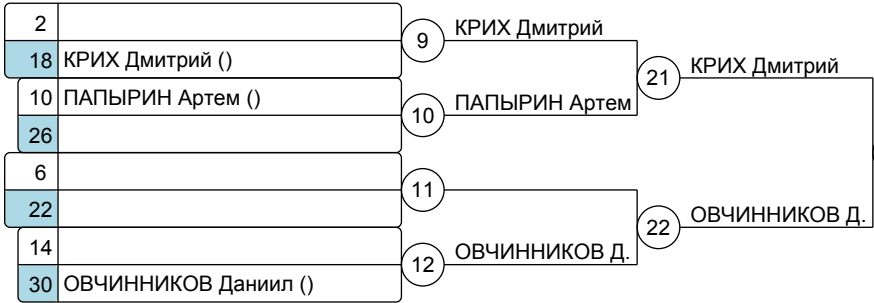 2
18 КРИХ Дмитрий ()
10 ПАПЫРИН Артем ()
26
6
22
14
30 ОВЧИННИКОВ Даниил ()
9 КРИХ Дмитрий
10 ПАПЫРИН Артем
11
12 ОВЧИННИКОВ Д.
21 КРИХ Дмитрий
22 ОВЧИННИКОВ Д.